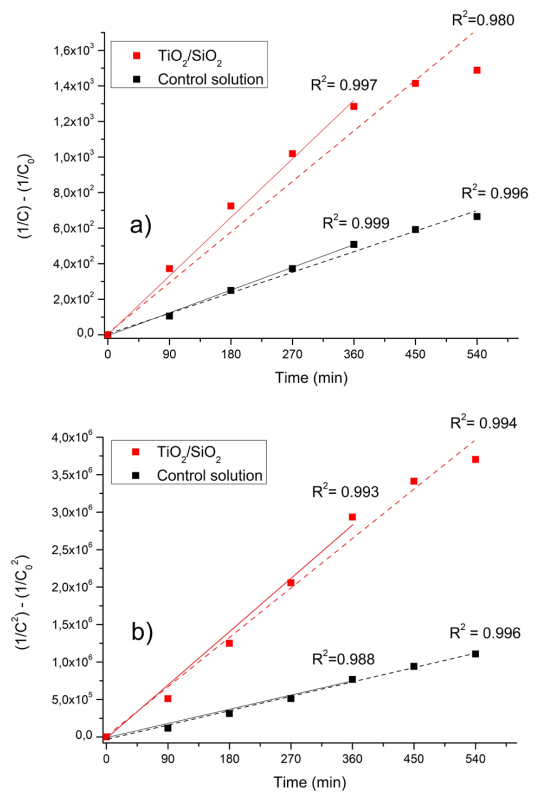 R²=0.980
1,6x10³
TiO₂/SiO₂
Control solution
R²= 0.997
1,4x10³
1,2x10³
1,0x10³
8,0x10²
6,0x10²
4,0x10²
2,0x10²
0,0
(1/C) - (1/C₀)
a)
R²= 0.996
R²= 0.999
0 90 180 270 360 450 540
Time (min)
R²= 0.994
4,0x10⁶
TiO₂/SiO₂
Control solution
3,5x10⁶
R²= 0.993
3,0x10⁶
2,5x10⁶
2,0x10⁶
1,5x10⁶
1,0x10⁶
5,0x10⁵
0,0
(1/C²) - (1/C₀²)
b)
R² = 0.996
R²=0.988
0 90 180 270 360 450 540
Time (min)